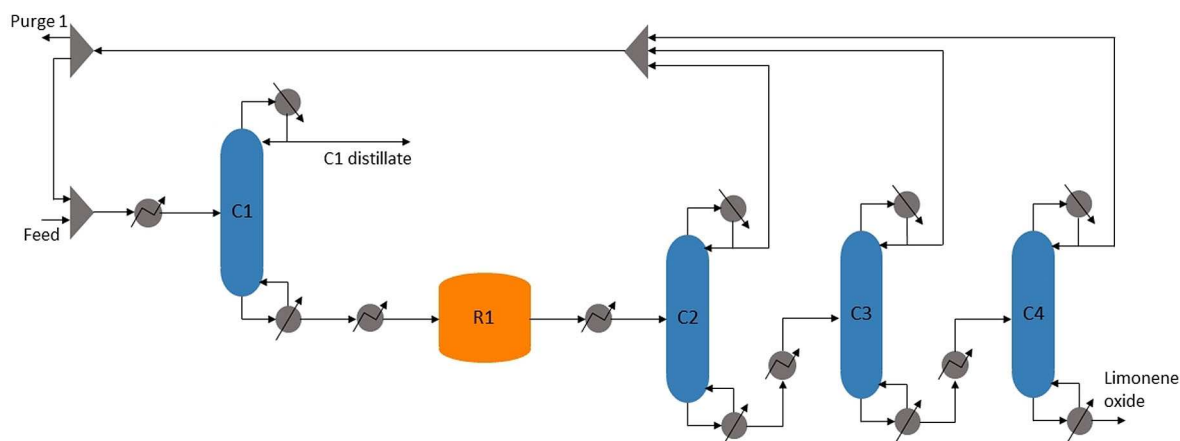 Purge 1
C1 distillate
C1
Feed
R1
C2
C3
C4
Limonene
oxide